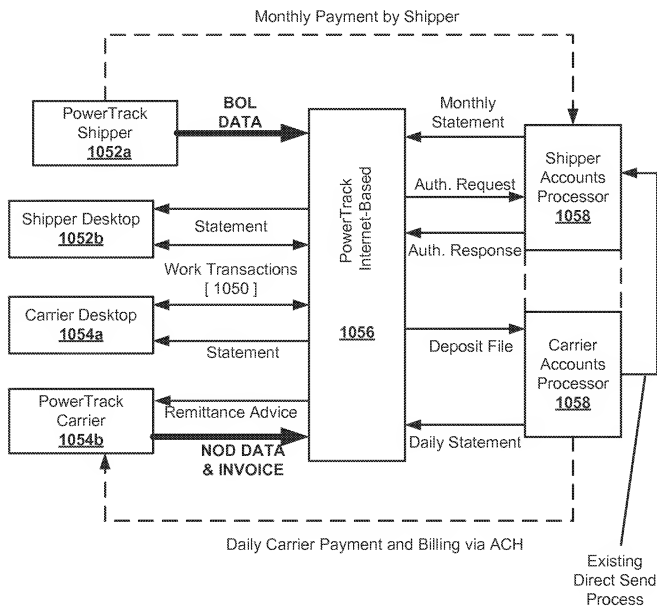 Monthly Payment by Shipper
PowerTrack
Shipper
1052a
BOL
DATA
Monthly
Statement
Shipper
Accounts
Processor
1058
Auth. Request
Auth. Response
Shipper Desktop
1052b
Statement
Work Transactions
[ 1050 ]
PowerTrack
Internet-Based
1056
Carrier Desktop
1054a
Statement
Deposit File
Carrier
Accounts
Processor
1058
PowerTrack
Carrier
1054b
Remittance Advice
NOD DATA
& INVOICE
Daily Statement
Daily Carrier Payment and Billing via ACH
Existing
Direct Send
Process